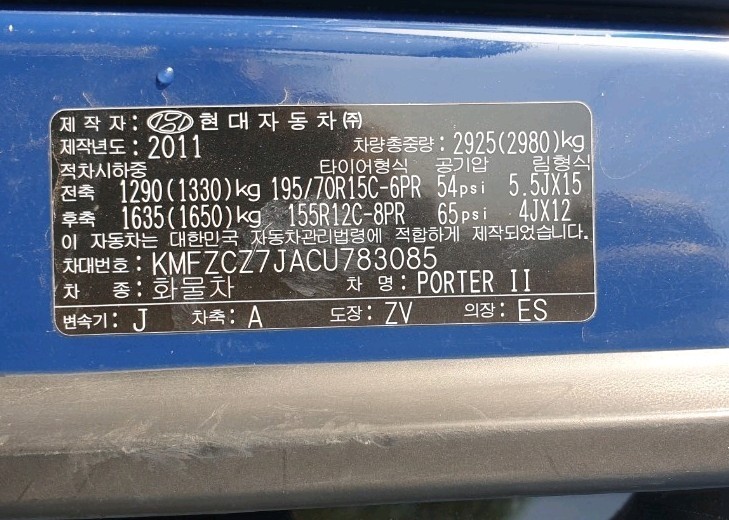 제작자: 현대자동차㈜
제작년도: 2011 차량총중량: 2925(2980)kg
적차시하중 타이어형식 공기압 림형식
전축 1290(1330)kg 195/70R15C-6PR 54psi 5.5JX15
후축 1635(1650)kg 155R12C-8PR 65psi 4JX12
이 자동차는 대한민국 자동차관리법령에 적합하게 제작되었음
차대번호: KMFZCZ7JACU783085
차 종: 화물차 차 명: PORTER II
변속기: J 차축: A 도장: ZV 의장: ES